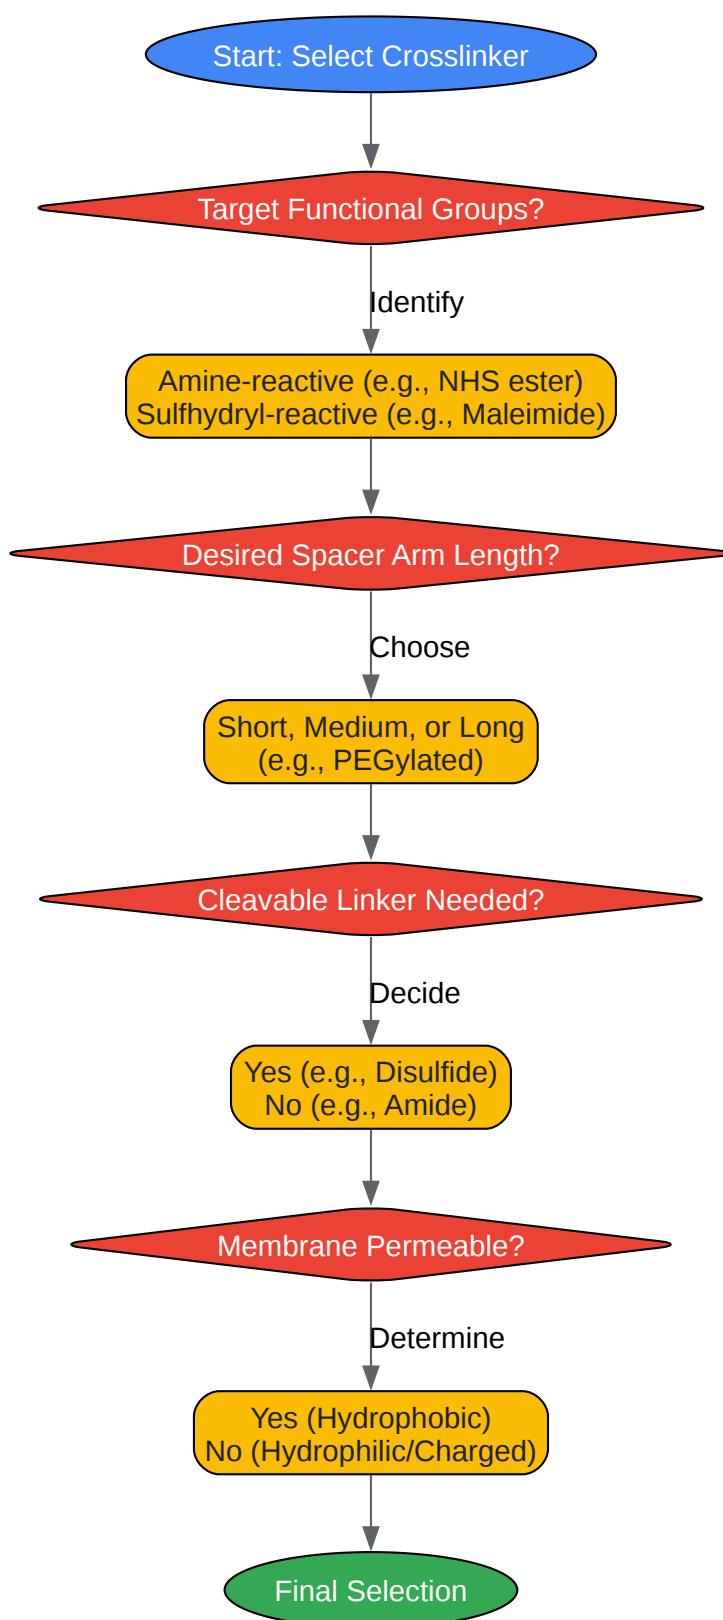 Start: Select Crosslinker
Target Functional Groups?
Identify
Amine-reactive (e.g., NHS ester)
Sulfhydryl-reactive (e.g., Maleimide)
Desired Spacer Arm Length?
Choose
Short, Medium, or Long
(e.g., PEGylated)
Cleavable Linker Needed?
Decide
Yes (e.g., Disulfide)
No (e.g., Amide)
Membrane Permeable?
Determine
Yes (Hydrophobic)
No (Hydrophilic/Charged)
Final Selection